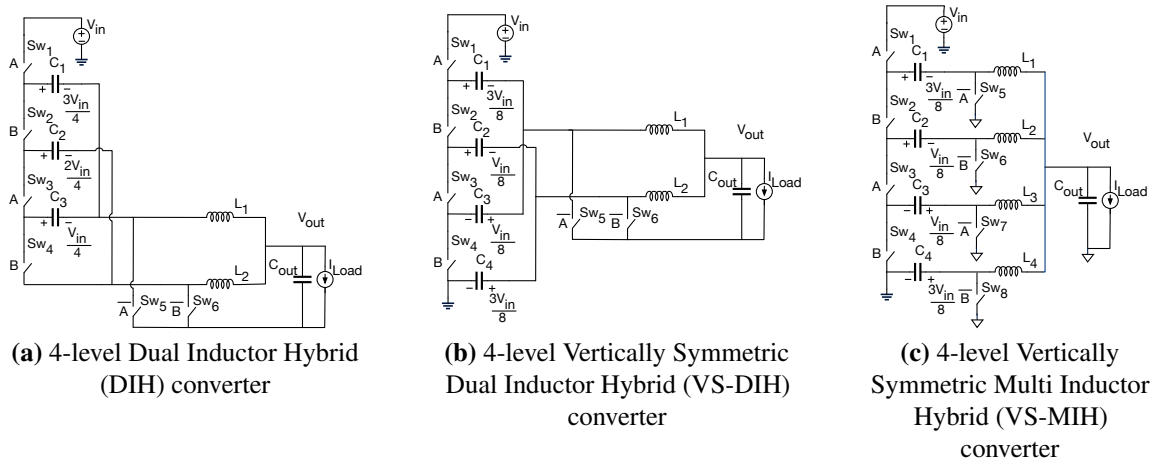 V_in
Sw_1
A
C_1
+ −
3V_in
4
Sw_2
B
C_2
+ −
2V_in
4
Sw_3
A
C_3
+ −
V_in
4
Sw_4
B
L_1
L_2
V_out
C_out
I_Load
A̅ Sw_5 B̅ Sw_6
(a) 4-level Dual Inductor Hybrid
(DIH) converter
V_in
Sw_1
A
C_1
+ −
3V_in
8
Sw_2
B
C_2
+ −
V_in
8
Sw_3
A
C_3
− +
V_in
8
Sw_4
B
C_4
− +
3V_in
8
L_1
L_2
V_out
C_out
I_Load
A̅ Sw_5 B̅ Sw_6
(b) 4-level Vertically Symmetric
Dual Inductor Hybrid (VS-DIH)
converter
V_in
Sw_1
A
C_1
+ −
3V_in
8
A̅ Sw_5
L_1
Sw_2
B
C_2
+ −
V_in
8
B̅ Sw_6
L_2
Sw_3
A
C_3
− +
V_in
8
A̅ Sw_7
L_3
Sw_4
B
C_4
− +
3V_in
8
B̅ Sw_8
L_4
V_out
C_out
I_Load
(c) 4-level Vertically
Symmetric Multi Inductor
Hybrid (VS-MIH)
converter